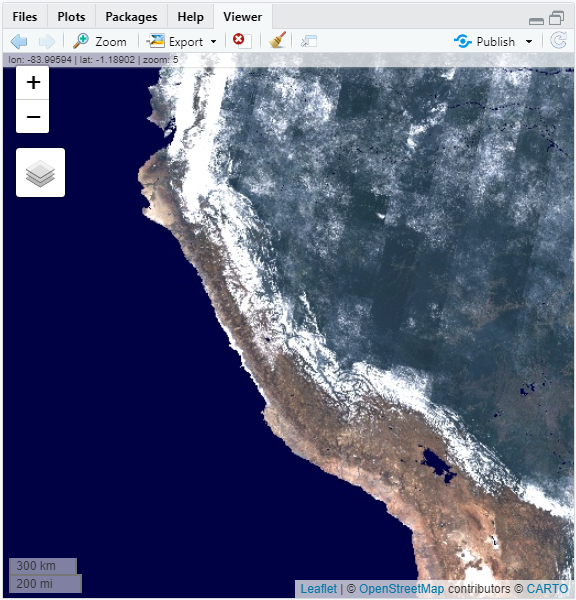 Files Plots Packages Help Viewer
Zoom Export Publish
lon: -83.99594 | lat: -1.18902 | zoom: 5
+
−
300 km
200 mi
Leaflet | © OpenStreetMap contributors © CARTO